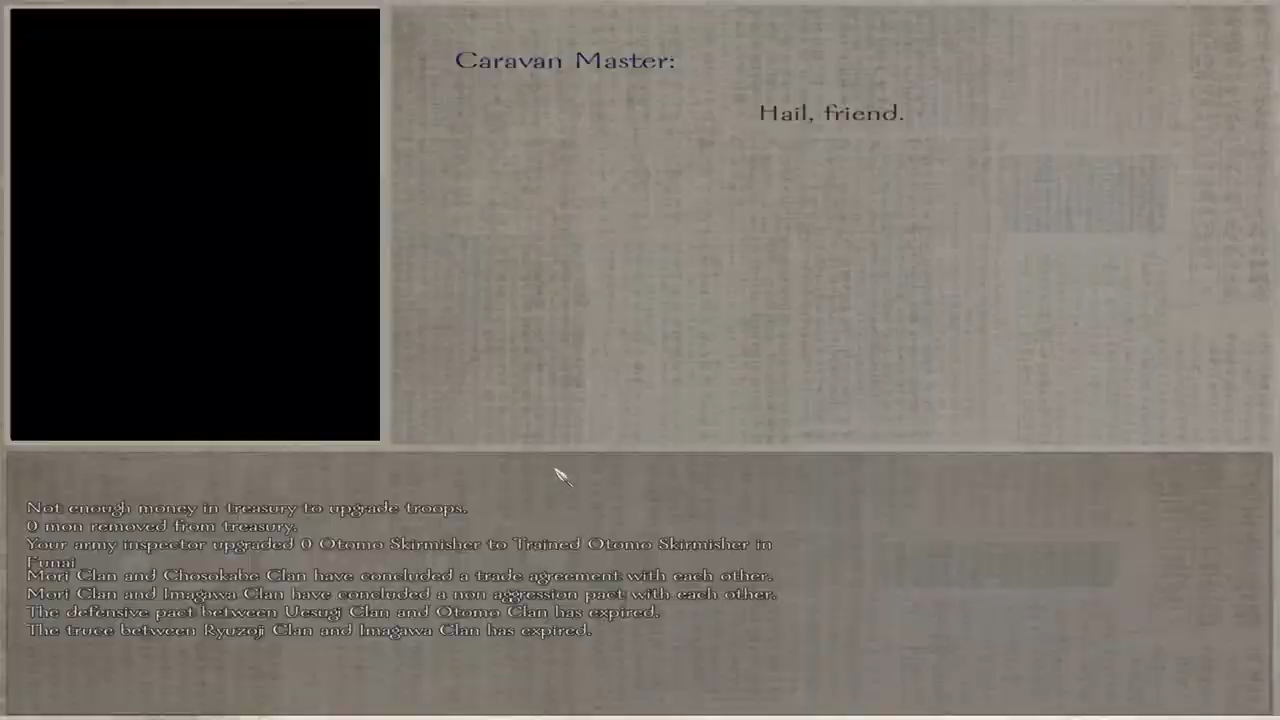 Caravan Master:
Hail, friend.
Not enough money in treasury to upgrade troops.
0 mon removed from treasury.
Your army inspector upgraded 0 Otomo Skirmisher to Trained Otomo Skirmisher in
Funai
Mori Clan and Chosokabe Clan have concluded a trade agreement with each other.
Mori Clan and Imagawa Clan have concluded a non aggression pact with each other.
The defensive pact between Uesugi Clan and Otomo Clan has expired.
The truce between Ryuzoji Clan and Imagawa Clan has expired.